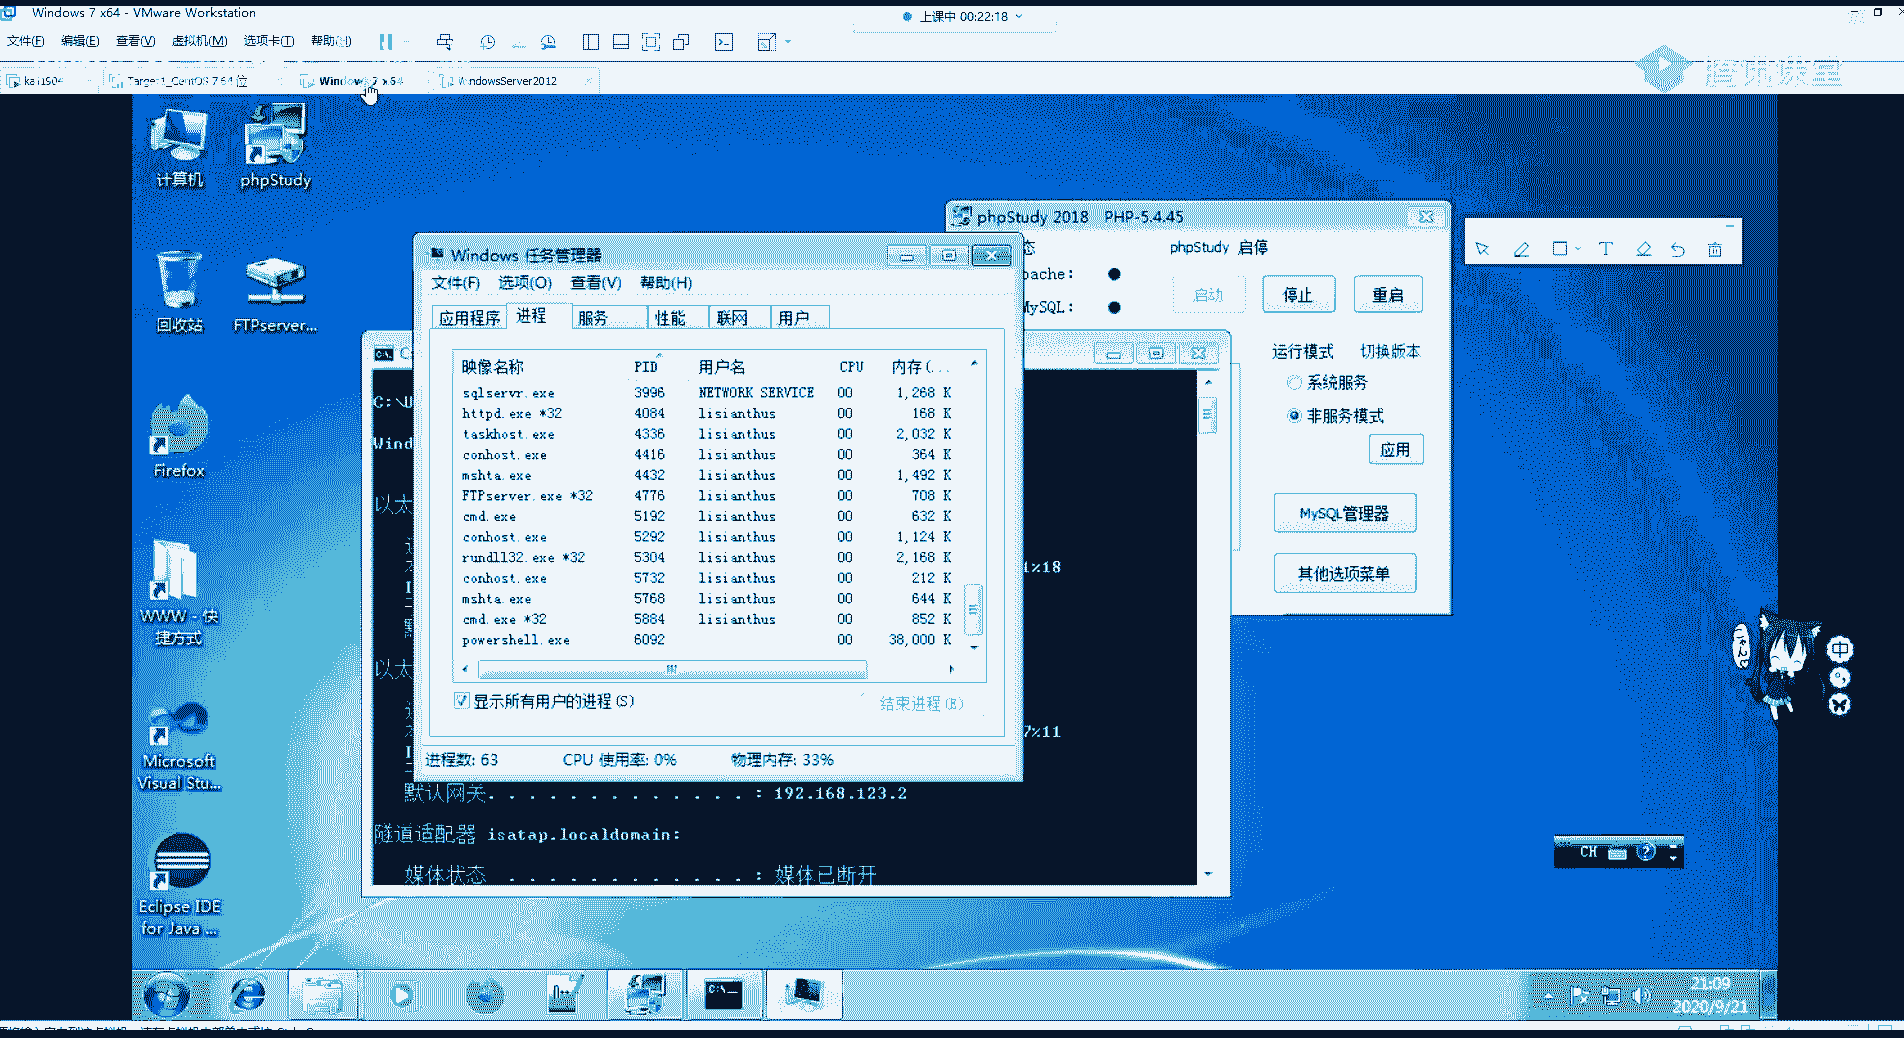 Windows 7 x64 - VMware Workstation
上课中 00:22:18
文件(F) 编辑(E) 查看(V) 虚拟机(M) 选项卡(T) 帮助(H)
Target1_CentOS 7 64 位
Windows 7 x64
WindowsServer2012
腾讯课堂
计算机
phpStudy
回收站
FTPserver...
Firefox
WWW - 快
捷方式
Microsoft
Visual Stu...
Eclipse IDE
for Java ...
phpStudy 2018 PHP-5.4.45
态
phpStudy 启停
pache:
MySQL:
启动 停止 重启
运行模式 切换版本
系统服务
非服务模式
应用
MySQL管理器
其他选项菜单
Windows 任务管理器
文件(F) 选项(O) 查看(V) 帮助(H)
应用程序 进程 服务 性能 联网 用户
映像名称 PID 用户名 CPU 内存(...
sqlservr.exe 3996 NETWORK SERVICE 00 1,268 K
httpd.exe *32 4084 lisianthus 00 168 K
taskhost.exe 4336 lisianthus 00 2,032 K
conhost.exe 4416 lisianthus 00 364 K
mshta.exe 4432 lisianthus 00 1,492 K
FTPserver.exe *32 4776 lisianthus 00 708 K
cmd.exe 5192 lisianthus 00 632 K
conhost.exe 5292 lisianthus 00 1,124 K
rundll32.exe *32 5304 lisianthus 00 2,168 K
conhost.exe 5732 lisianthus 00 212 K
mshta.exe 5768 lisianthus 00 644 K
cmd.exe *32 5884 lisianthus 00 852 K
powershell.exe 6092 00 38,000 K
显示所有用户的进程(S)
结束进程(E)
进程数: 63 CPU 使用率: 0% 物理内存: 33%
C:\U
Wind
以太
1%18
以太
7%11
默认网关. . . . . . . . . . . . . : 192.168.123.2
隧道适配器 isatap.localdomain:
媒体状态 . . . . . . . . . . . . : 媒体已断开
中
CH
21:09
2020/9/21